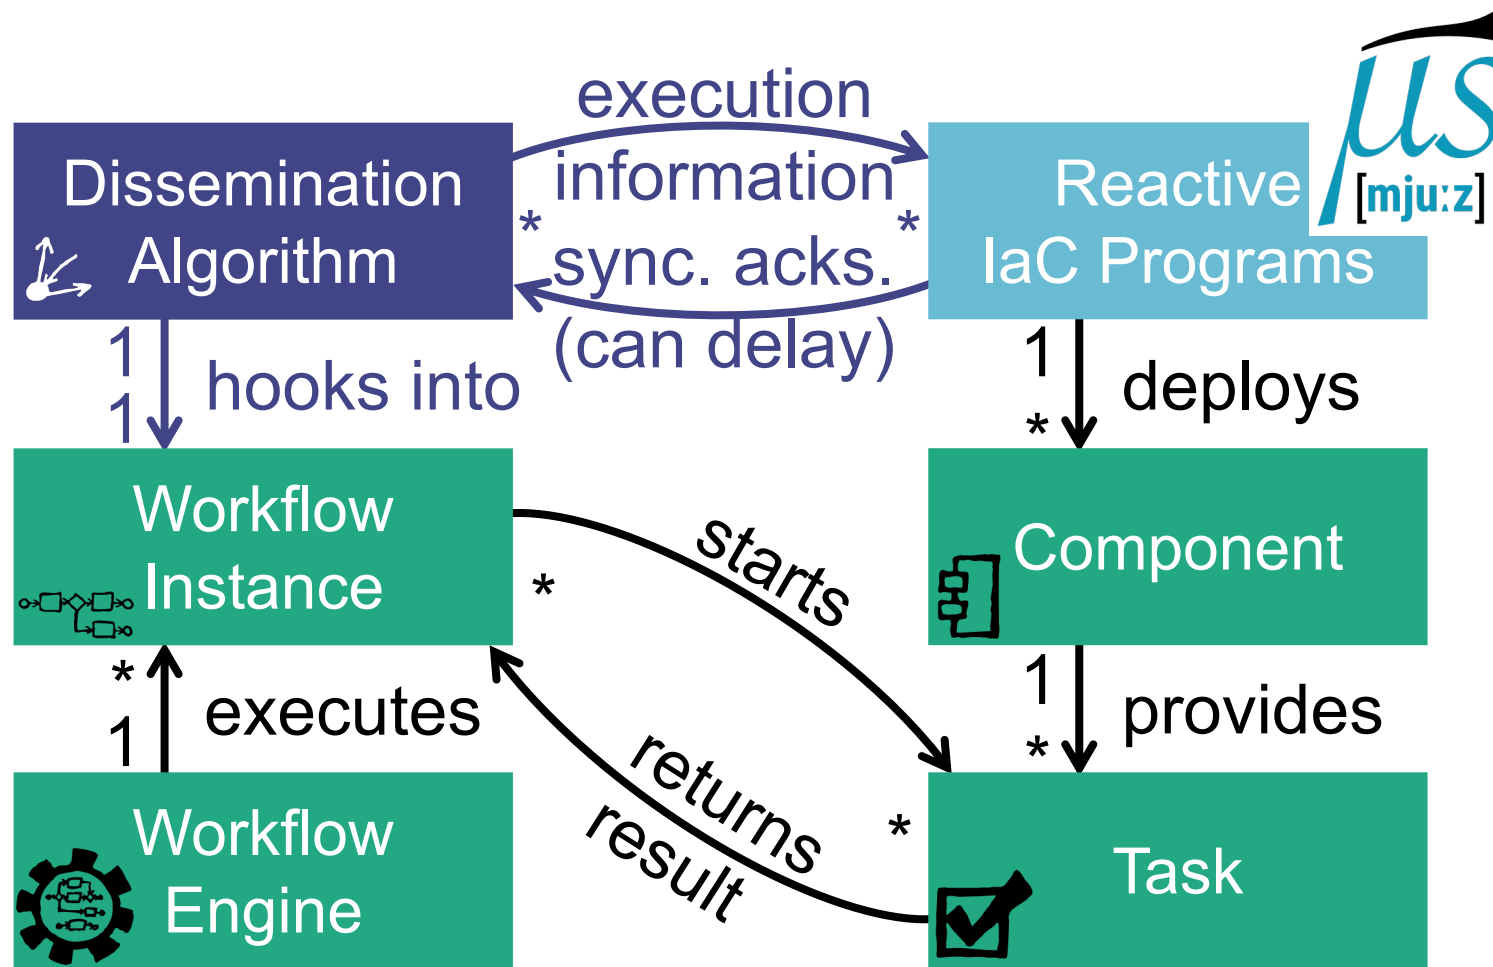 execution
information
sync. acks.
(can delay)
Dissemination
Algorithm
*
*
Reactive
IaC Programs
µs
[mju:z]
1
1
hooks into
1
*
deploys
Workflow
Instance
*
starts
Component
*
1
executes
returns
result
*
1
*
provides
Workflow
Engine
Task